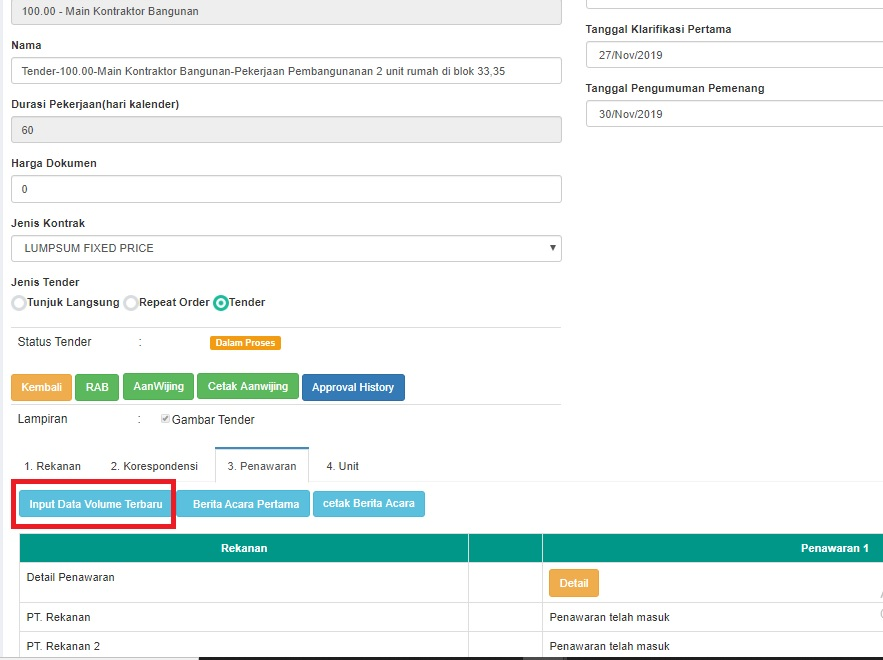 100.00 - Main Kontraktor Bangunan
Nama
Tender-100.00-Main Kontraktor Bangunan-Pekerjaan Pembangunanan 2 unit rumah di blok 33,35
Durasi Pekerjaan(hari kalender)
60
Harga Dokumen
0
Jenis Kontrak
LUMPSUM FIXED PRICE
Jenis Tender
Tunjuk Langsung Repeat Order Tender
Tanggal Klarifikasi Pertama
27/Nov/2019
Tanggal Pengumuman Pemenang
30/Nov/2019
Status Tender : Dalam Proses
Kembali RAB AanWijing Cetak Aanwijing Approval History
Lampiran : Gambar Tender
1. Rekanan 2. Korespondensi 3. Penawaran 4. Unit
Input Data Volume Terbaru Berita Acara Pertama cetak Berita Acara
Rekanan Penawaran 1
Detail Penawaran Detail
PT. Rekanan Penawaran telah masuk
PT. Rekanan 2 Penawaran telah masuk